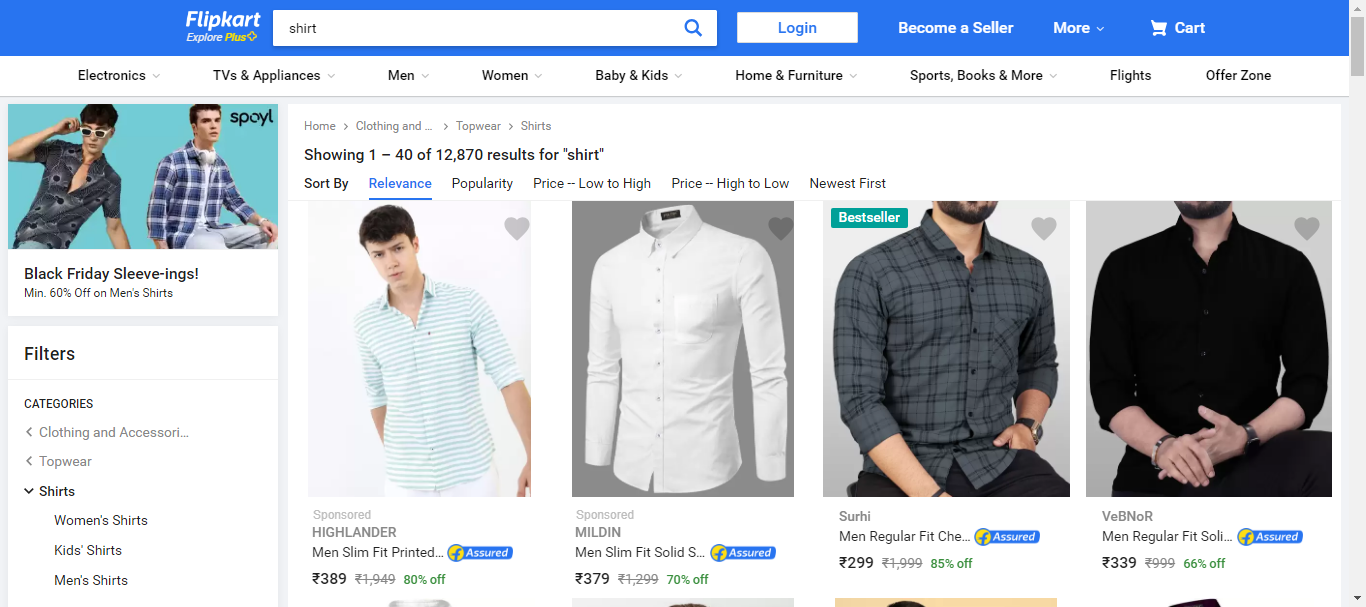 Flipkart
Explore Plus
shirt
Login
Become a Seller
More
Cart
Electronics
TVs & Appliances
Men
Women
Baby & Kids
Home & Furniture
Sports, Books & More
Flights
Offer Zone
spoyl
Black Friday Sleeve-ings!
Min. 60% Off on Men's Shirts
Filters
CATEGORIES
Clothing and Accessori...
Topwear
Shirts
Women's Shirts
Kids' Shirts
Men's Shirts
Home > Clothing and ... > Topwear > Shirts
Showing 1 – 40 of 12,870 results for "shirt"
Sort By Relevance Popularity Price -- Low to High Price -- High to Low Newest First
Sponsored
HIGHLANDER
Men Slim Fit Printed... Assured
₹389 ₹1,949 80% off
Sponsored
MILDIN
Men Slim Fit Solid S... Assured
₹379 ₹1,299 70% off
Bestseller
Surhi
Men Regular Fit Che... Assured
₹299 ₹1,999 85% off
VeBNoR
Men Regular Fit Soli... Assured
₹339 ₹999 66% off